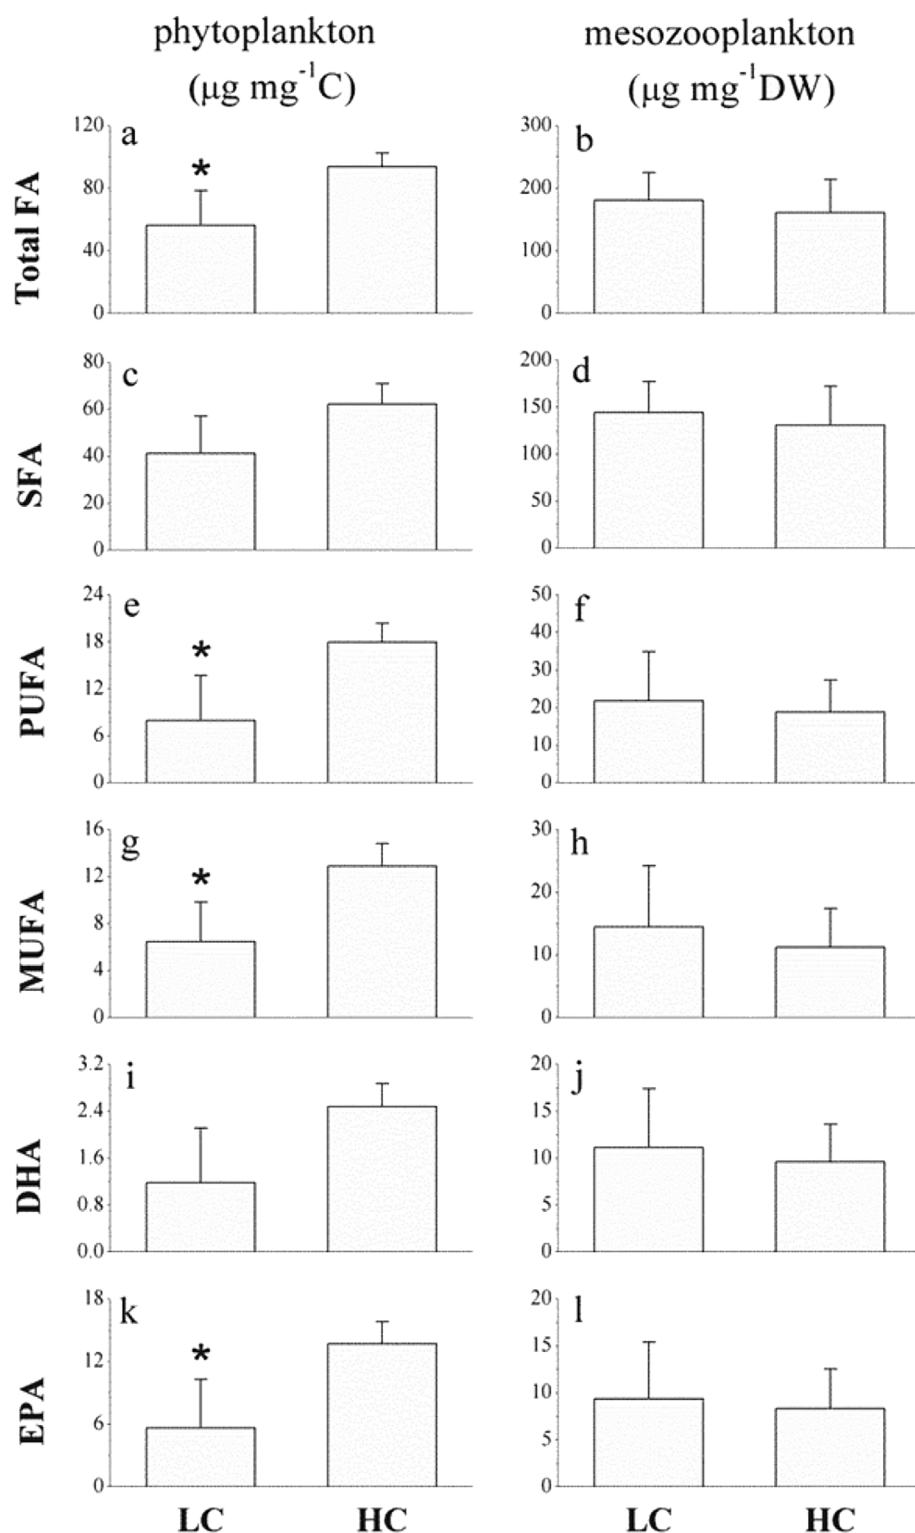 phytoplankton
(μg mg⁻¹C)
mesozooplankton
(μg mg⁻¹DW)
Total FA
120
80
40
0
a
*
300
200
100
0
b
SFA
80
60
40
20
0
c
200
150
100
50
0
d
PUFA
24
18
12
6
0
e
*
50
40
30
20
10
0
f
MUFA
16
12
8
4
0
g
*
30
20
10
0
h
DHA
3.2
2.4
1.6
0.8
0.0
i
20
15
10
5
0
j
EPA
18
12
6
0
k
*
20
15
10
5
0
l
LC HC
LC HC